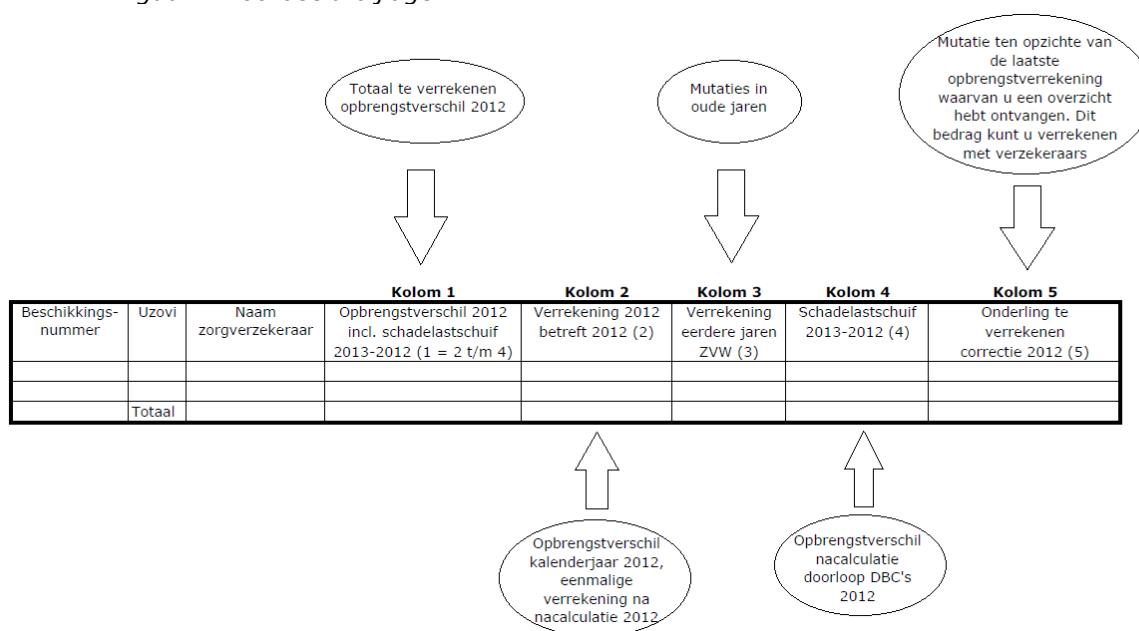 Totaal te verrekenen
opbrengstverschil 2012
Mutaties in
oude jaren
Mutatie ten opzichte van
de laatste
opbrengstverrekening
waarvan u een overzicht
hebt ontvangen. Dit
bedrag kunt u verrekenen
met verzekeraars
Kolom 1
Kolom 2
Kolom 3
Kolom 4
Kolom 5
Beschikkings-
nummer
Uzovi
Naam
zorgverzekeraar
Opbrengstverschil 2012
incl. schadelastschuif
2013-2012 (1 = 2 t/m 4)
Verrekening 2012
betreft 2012 (2)
Verrekening
eerdere jaren
ZVW (3)
Schadelastschuif
2013-2012 (4)
Onderling te
verrekenen
correctie 2012 (5)
Totaal
Opbrengstverschil
kalenderjaar 2012,
eenmalige
verrekening na
nacalculatie 2012
Opbrengstverschil
nacalculatie
doorloop DBC's
2012